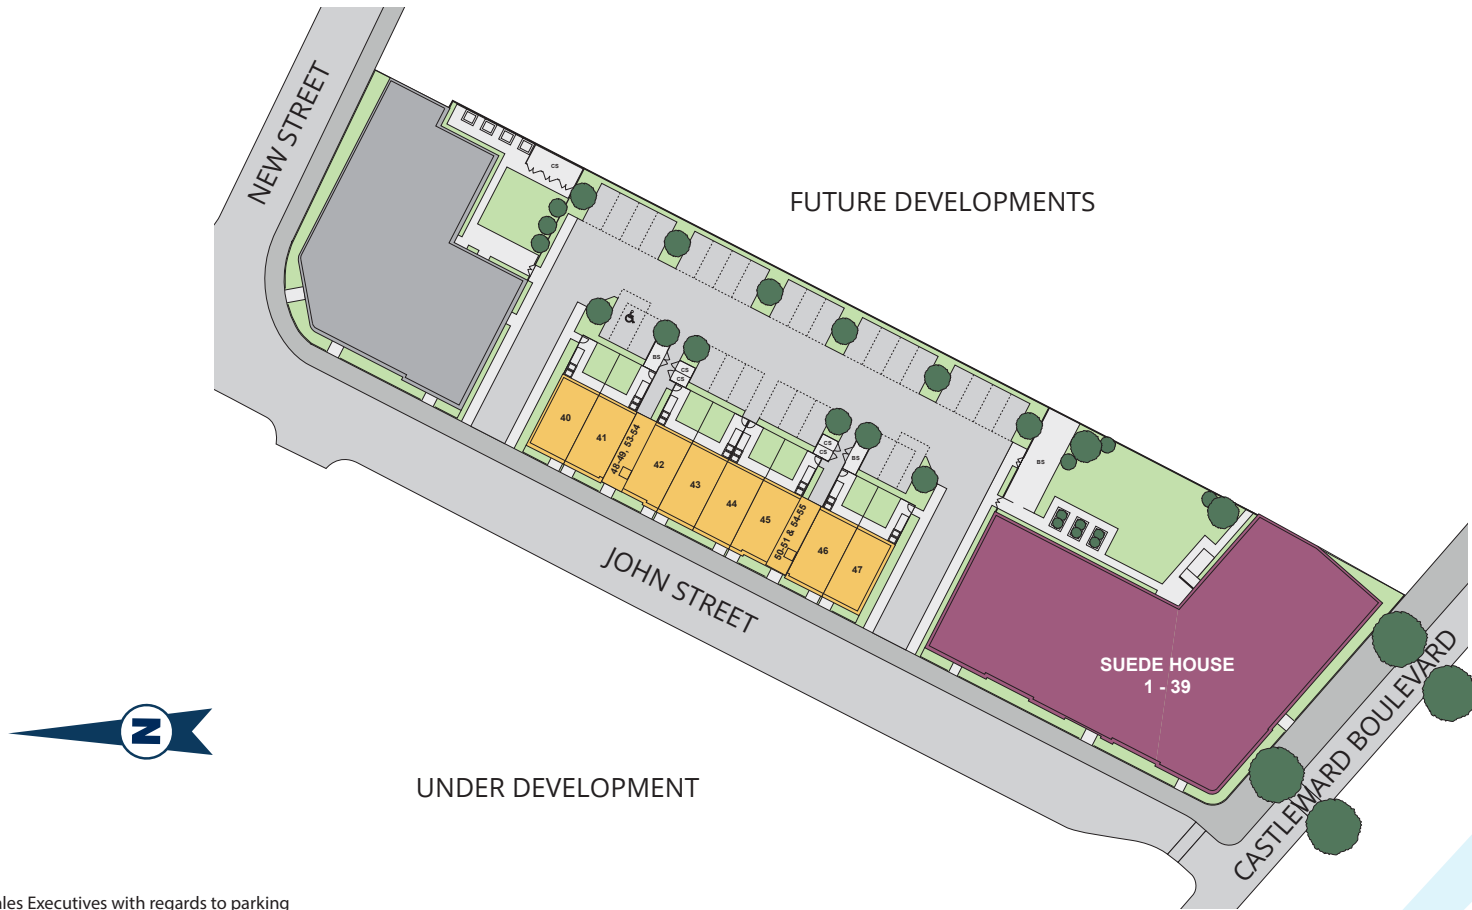 NEW STREET
CS
FUTURE DEVELOPMENTS
BS
CS
CS
40
41
48-49, 53-54
42
43
44
45
50-51 & 54-55
46
47
CS
CS
BS
BS
JOHN STREET
SUEDE HOUSE
1 - 39
CASTLEWARD BOULEVARD
N
UNDER DEVELOPMENT
les Executives with regards to parking